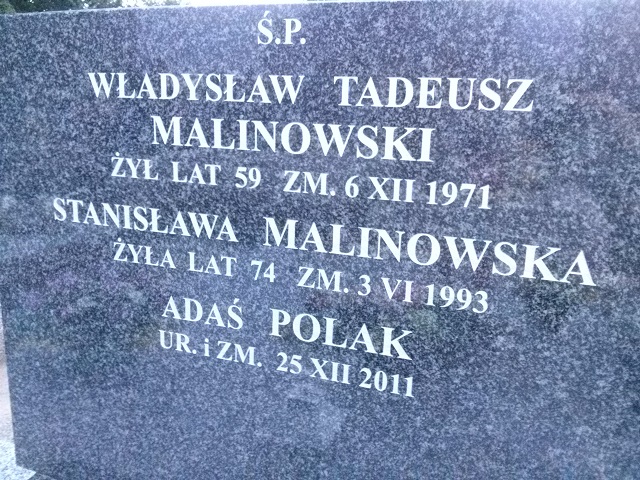 Ś.P.
WŁADYSŁAW TADEUSZ
MALINOWSKI
ŻYŁ LAT 59 ZM. 6 XII 1971
STANISŁAWA MALINOWSKA
ŻYŁA LAT 74 ZM. 3 VI 1993
ADAŚ POLAK
UR. i ZM. 25 XII 2011